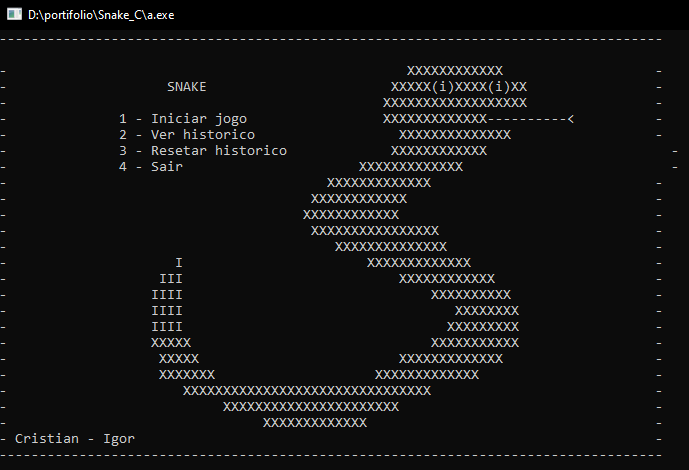 D:\portifolio\Snake_C\a.exe
XXXXXXXXXXXX
SNAKE XXXXX(i)XXXX(i)XX
XXXXXXXXXXXXXXXXXX
1 - Iniciar jogo XXXXXXXXXXXXX----------<
2 - Ver historico XXXXXXXXXXXXXX
3 - Resetar historico XXXXXXXXXXXX
4 - Sair XXXXXXXXXXXXX
XXXXXXXXXXXXX
XXXXXXXXXXXX
XXXXXXXXXXXX
XXXXXXXXXXXXXXXX
XXXXXXXXXXXXXX
I XXXXXXXXXXXXX
III XXXXXXXXXXXX
IIII XXXXXXXXXX
IIII XXXXXXXX
IIII XXXXXXXXX
XXXXX XXXXXXXXXXX
XXXXX XXXXXXXXXXXXX
XXXXXXX XXXXXXXXXXXXX
XXXXXXXXXXXXXXXXXXXXXXXXXXXXXXX
XXXXXXXXXXXXXXXXXXXXXX
XXXXXXXXXXXXX
- Cristian - Igor -